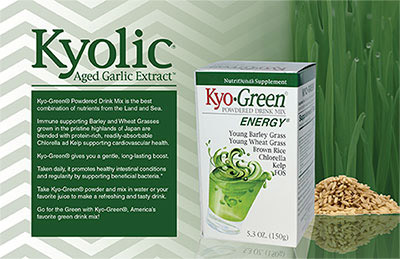 Kyolic®
Aged Garlic Extract™
Kyo-Green® Powdered Drink Mix is the best
combination of nutrients from the Land and Sea.
Immune supporting Barley and Wheat Grasses
grown in the pristine highlands of Japan are
blended with protein-rich, readily-absorbable
Chlorella ad Kelp supporting cardiovascular health.
Kyo-Green® gives you a gentle, long-lasting boost.
Taken daily, it promotes healthy intestinal conditions
and regularity by supporting beneficial bacteria.*
Take Kyo-Green® powder and mix in water or your
favorite juice to make a refreshing and tasty drink.
Go for the Green with Kyo-Green®, America's
favorite green drink mix!
Nutritional Supplement
Kyo•Green®
POWDERED DRINK MIX
ENERGY®
Young Barley Grass
Young Wheat Grass
Brown Rice
Chlorella
Kelp
FOS
5.3 OZ. (150g)